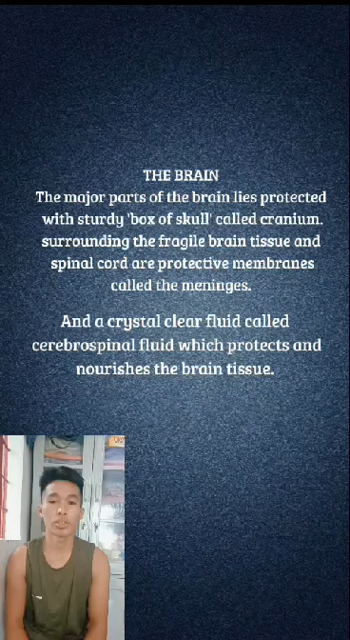 THE BRAIN
The major parts of the brain lies protected
with sturdy 'box of skull' called cranium.
surrounding the fragile brain tissue and
spinal cord are protective membranes
called the meninges.
And a crystal clear fluid called
cerebrospinal fluid which protects and
nourishes the brain tissue.